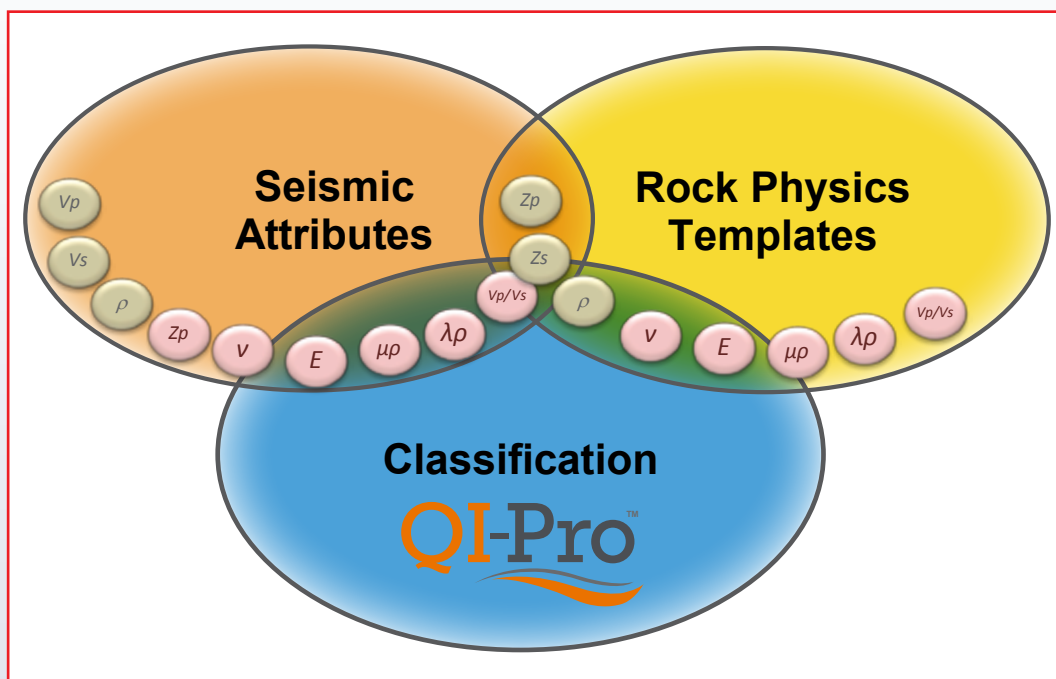 Seismic
Attributes
Rock Physics
Templates
Vp
Vs
ρ
Zp
ν
E
μρ
λρ
Vp/Vs
Zp
Zs
ρ
ν
E
μρ
λρ
Vp/Vs
Classification
QI-Pro™